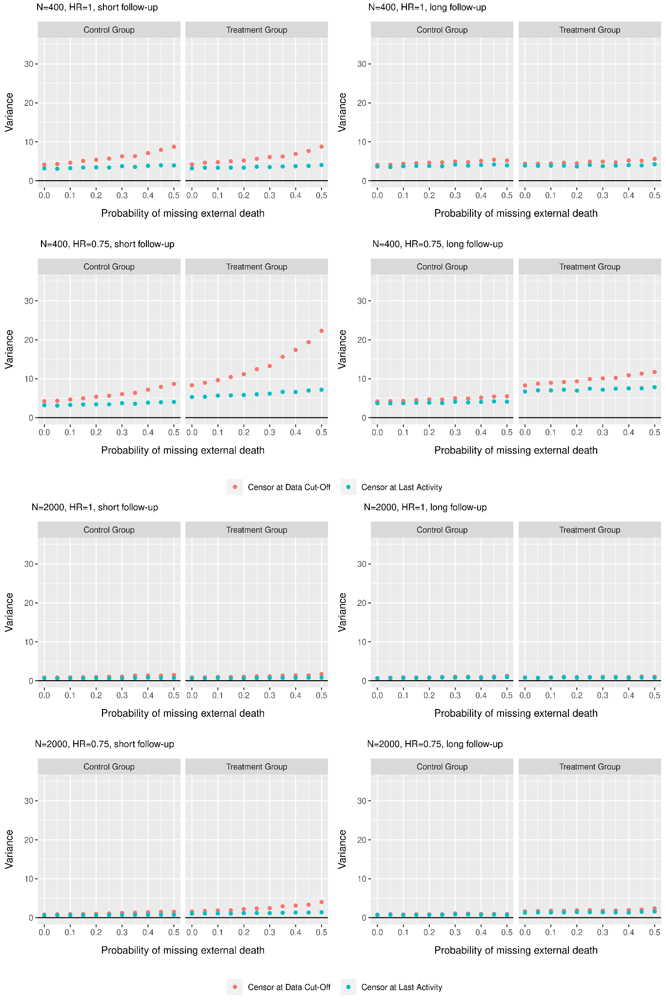 N=400, HR=1, short follow-up
N=400, HR=1, long follow-up
Control Group
Treatment Group
Control Group
Treatment Group
Variance
30
20
10
0
Variance
30
20
10
0
0.0 0.1 0.2 0.3 0.4 0.5
0.0 0.1 0.2 0.3 0.4 0.5
0.0 0.1 0.2 0.3 0.4 0.5
0.0 0.1 0.2 0.3 0.4 0.5
Probability of missing external death
Probability of missing external death
N=400, HR=0.75, short follow-up
N=400, HR=0.75, long follow-up
Control Group
Treatment Group
Control Group
Treatment Group
Variance
30
20
10
0
Variance
30
20
10
0
0.0 0.1 0.2 0.3 0.4 0.5
0.0 0.1 0.2 0.3 0.4 0.5
0.0 0.1 0.2 0.3 0.4 0.5
0.0 0.1 0.2 0.3 0.4 0.5
Probability of missing external death
Probability of missing external death
Censor at Data Cut-Off
Censor at Last Activity
N=2000, HR=1, short follow-up
N=2000, HR=1, long follow-up
Control Group
Treatment Group
Control Group
Treatment Group
Variance
30
20
10
0
Variance
30
20
10
0
0.0 0.1 0.2 0.3 0.4 0.5
0.0 0.1 0.2 0.3 0.4 0.5
0.0 0.1 0.2 0.3 0.4 0.5
0.0 0.1 0.2 0.3 0.4 0.5
Probability of missing external death
Probability of missing external death
N=2000, HR=0.75, short follow-up
N=2000, HR=0.75, long follow-up
Control Group
Treatment Group
Control Group
Treatment Group
Variance
30
20
10
0
Variance
30
20
10
0
0.0 0.1 0.2 0.3 0.4 0.5
0.0 0.1 0.2 0.3 0.4 0.5
0.0 0.1 0.2 0.3 0.4 0.5
0.0 0.1 0.2 0.3 0.4 0.5
Probability of missing external death
Probability of missing external death
Censor at Data Cut-Off
Censor at Last Activity